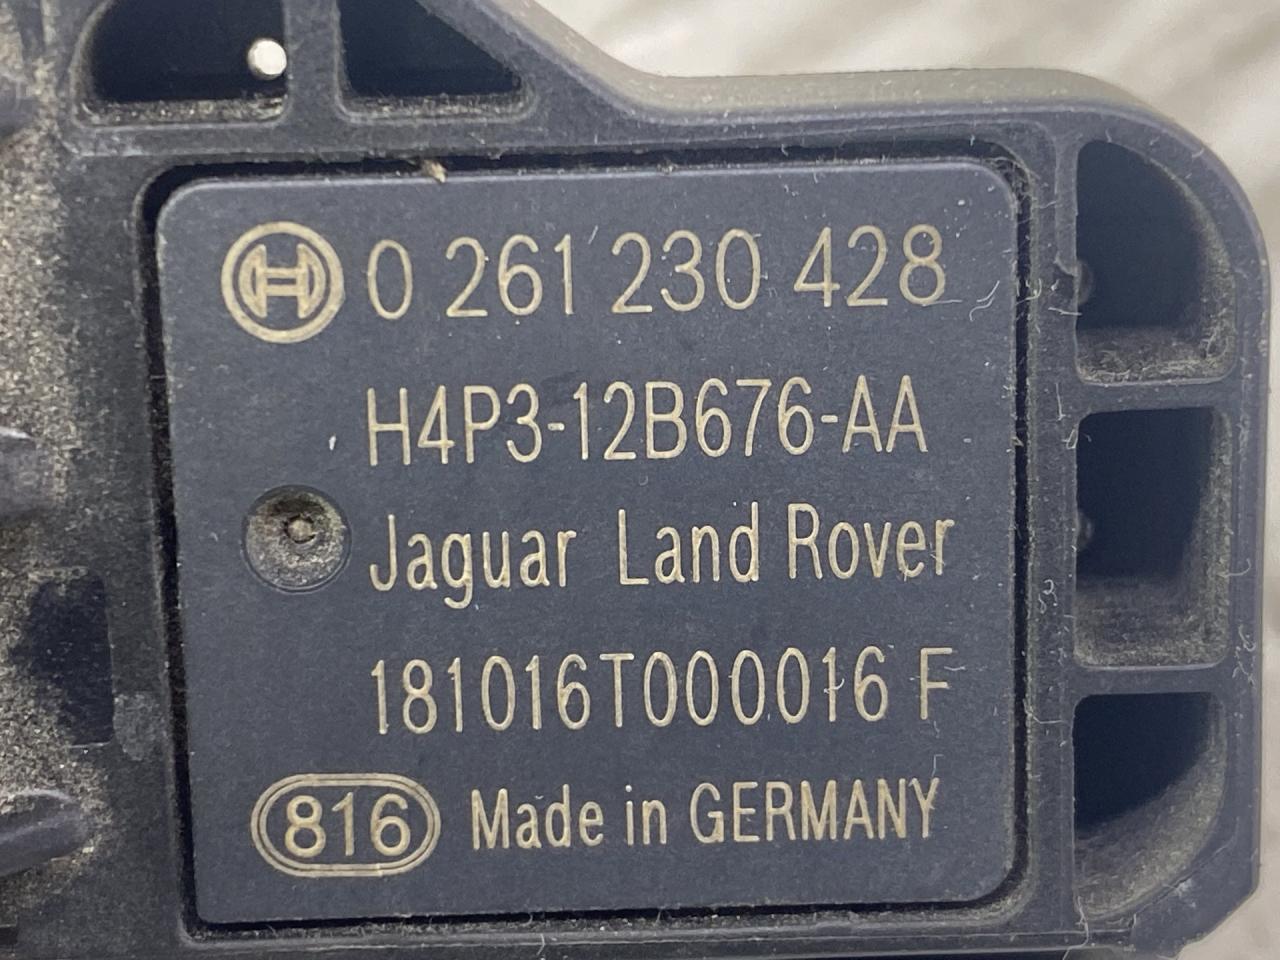 0 261 230 428
H4P3-12B676-AA
Jaguar Land Rover
181016T000016 F
816 Made in GERMANY